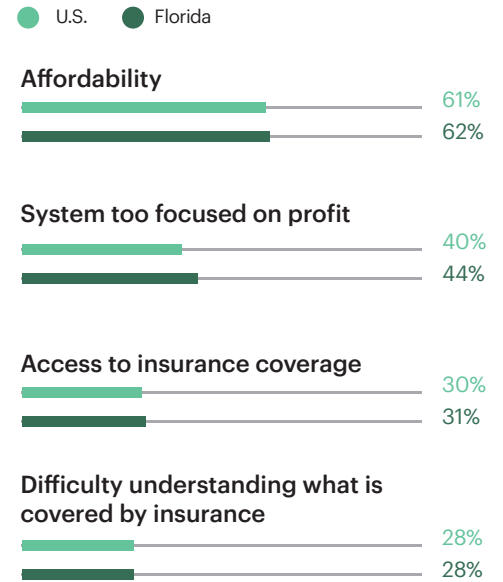 U.S. Florida
Affordability
61%
62%
System too focused on profit
40%
44%
Access to insurance coverage
30%
31%
Difficulty understanding what is
covered by insurance
28%
28%